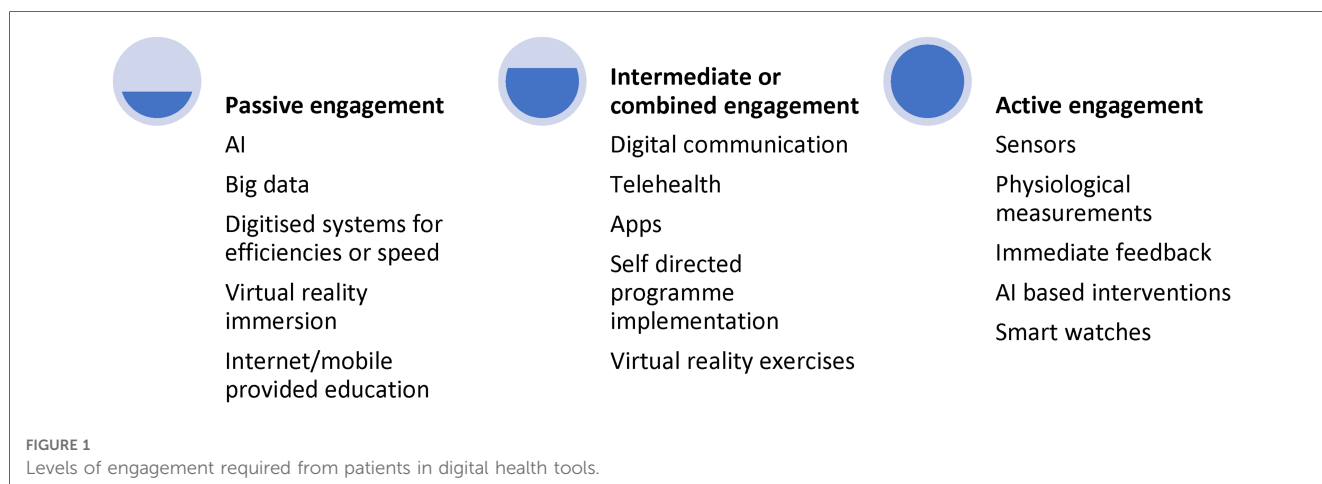 Passive engagement
AI
Big data
Digitised systems for
efficiencies or speed
Virtual reality
immersion
Internet/mobile
provided education
Intermediate or
combined engagement
Digital communication
Telehealth
Apps
Self directed
programme
implementation
Virtual reality exercises
Active engagement
Sensors
Physiological
measurements
Immediate feedback
AI based interventions
Smart watches
FIGURE 1
Levels of engagement required from patients in digital health tools.